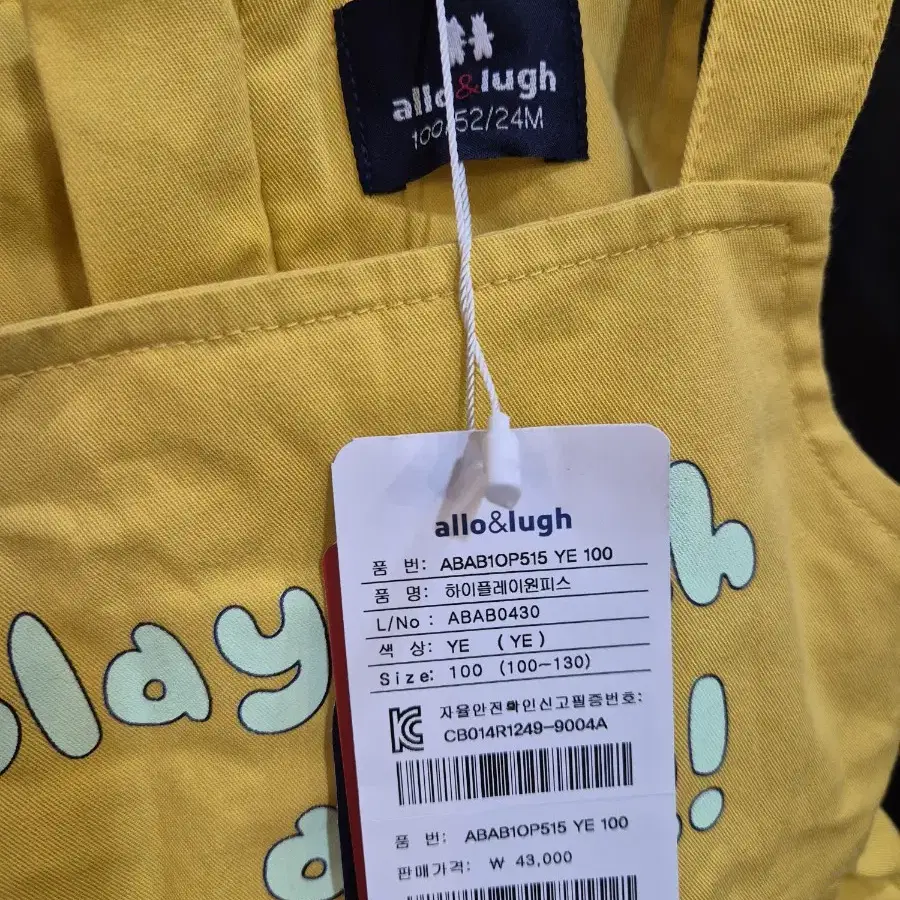 allo&lugh
100/52/24M
allo&lugh
품 번: ABAB1OP515 YE 100
품 명: 하이플레이원피스
L/No : ABAB0430
색 상: YE (YE)
Size: 100 (100-130)
자율안전확인신고필증번호:
CB014R1249-9004A
품 번: ABAB1OP515 YE 100
판매가격: ₩ 43,000
lay
h